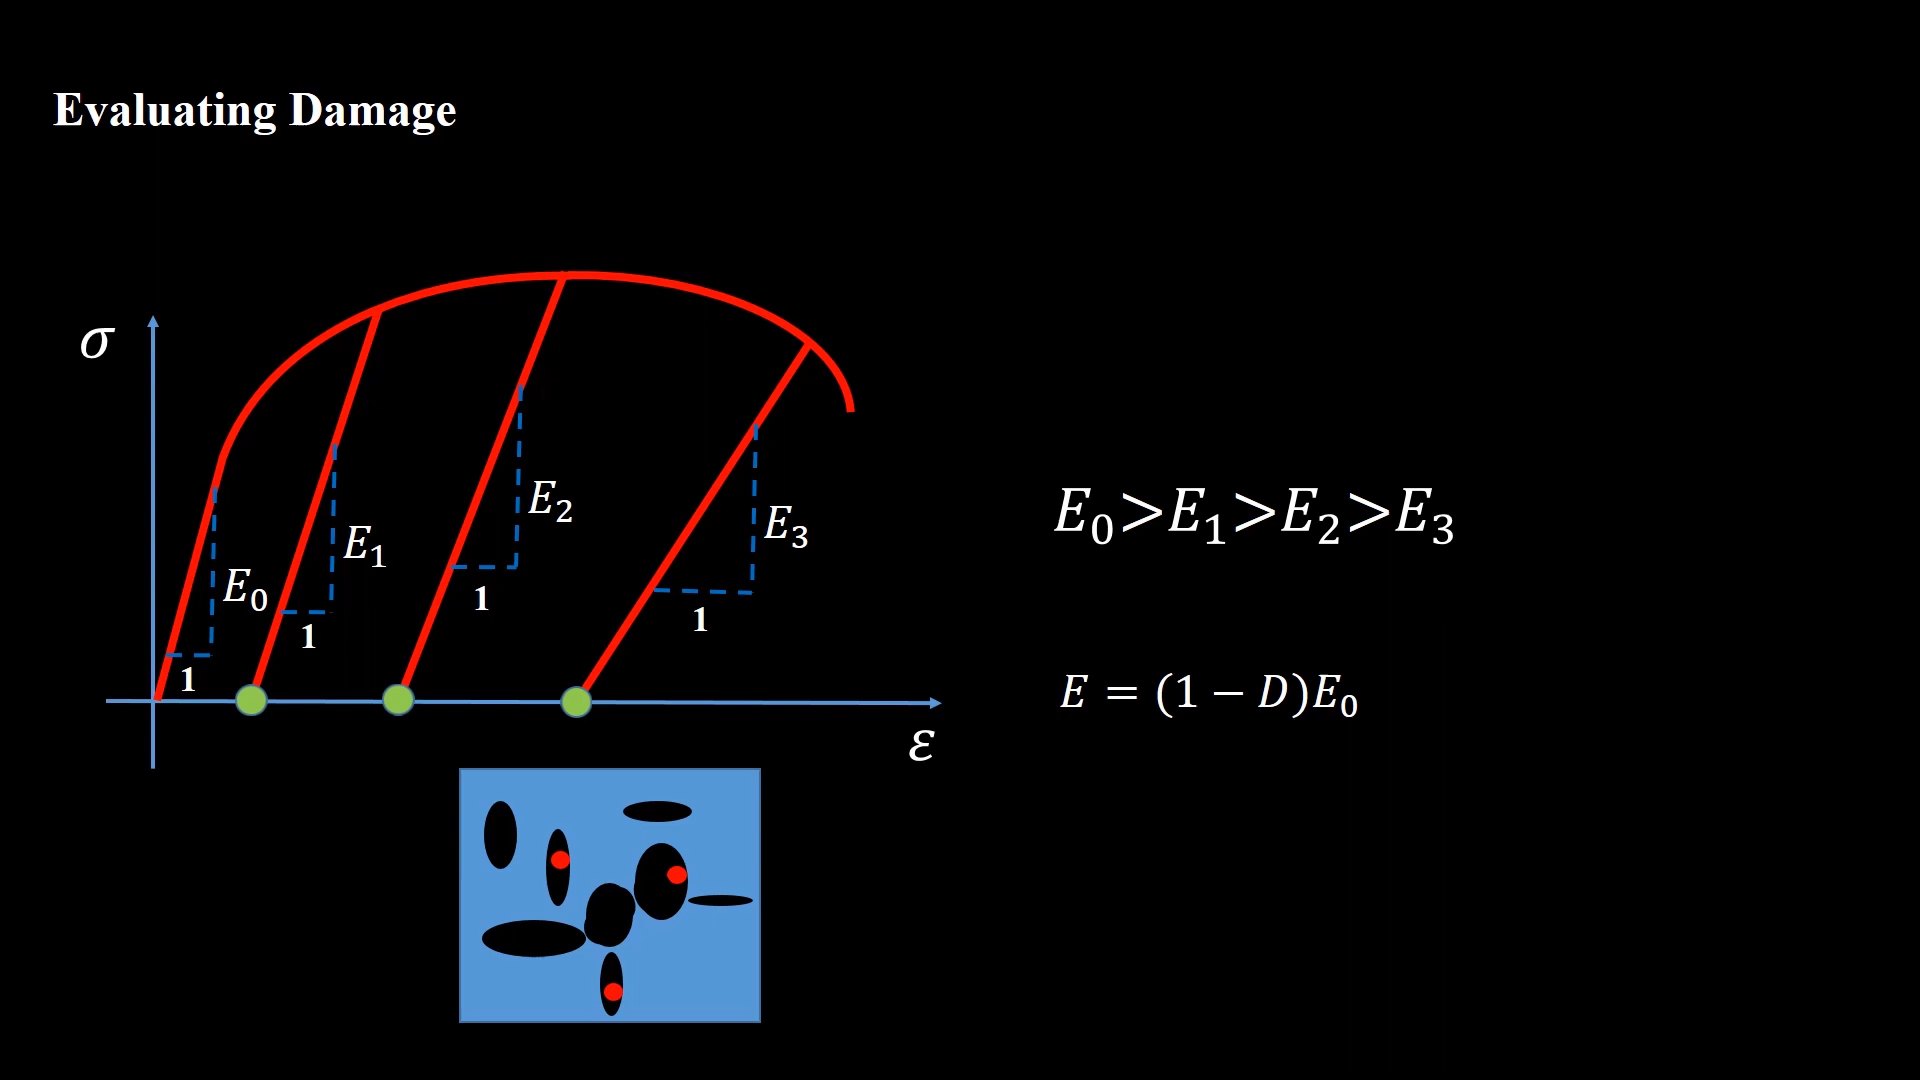 Evaluating Damage
σ
E₀
1
E₁
1
E₂
1
E₃
1
ε
E₀>E₁>E₂>E₃
E = (1 − D)E₀